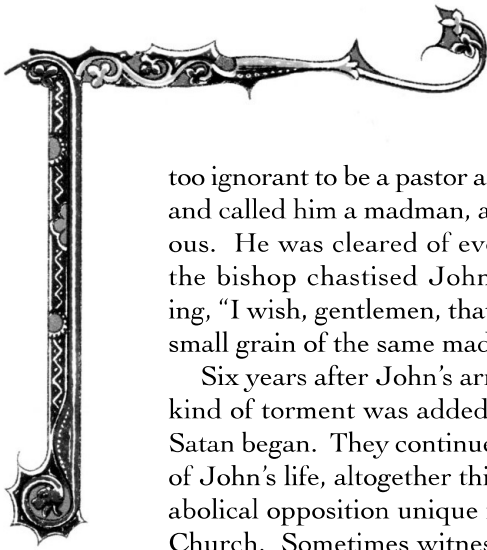 too ignorant to be a pastor a
and called him a madman, a
ous. He was cleared of eve
the bishop chastised John
ing, “I wish, gentlemen, tha
small grain of the same mad
Six years after John’s arr
kind of torment was added
Satan began. They continue
of John’s life, altogether thi
abolical opposition unique
Church. Sometimes witnes